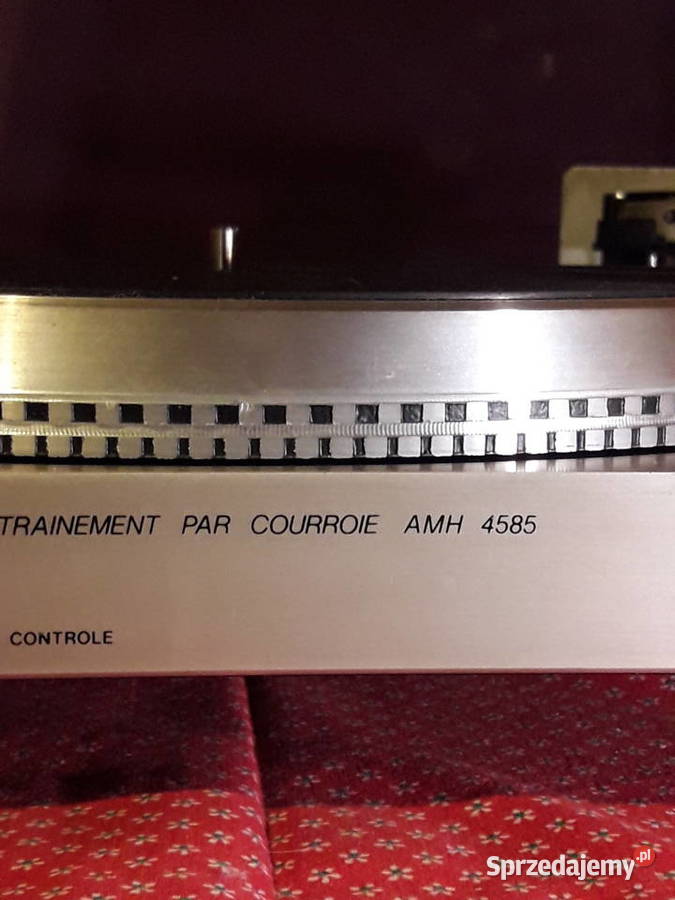 TRAINEMENT PAR COURROIE AMH 4585
CONTROLE
Sprzedajemy.pl